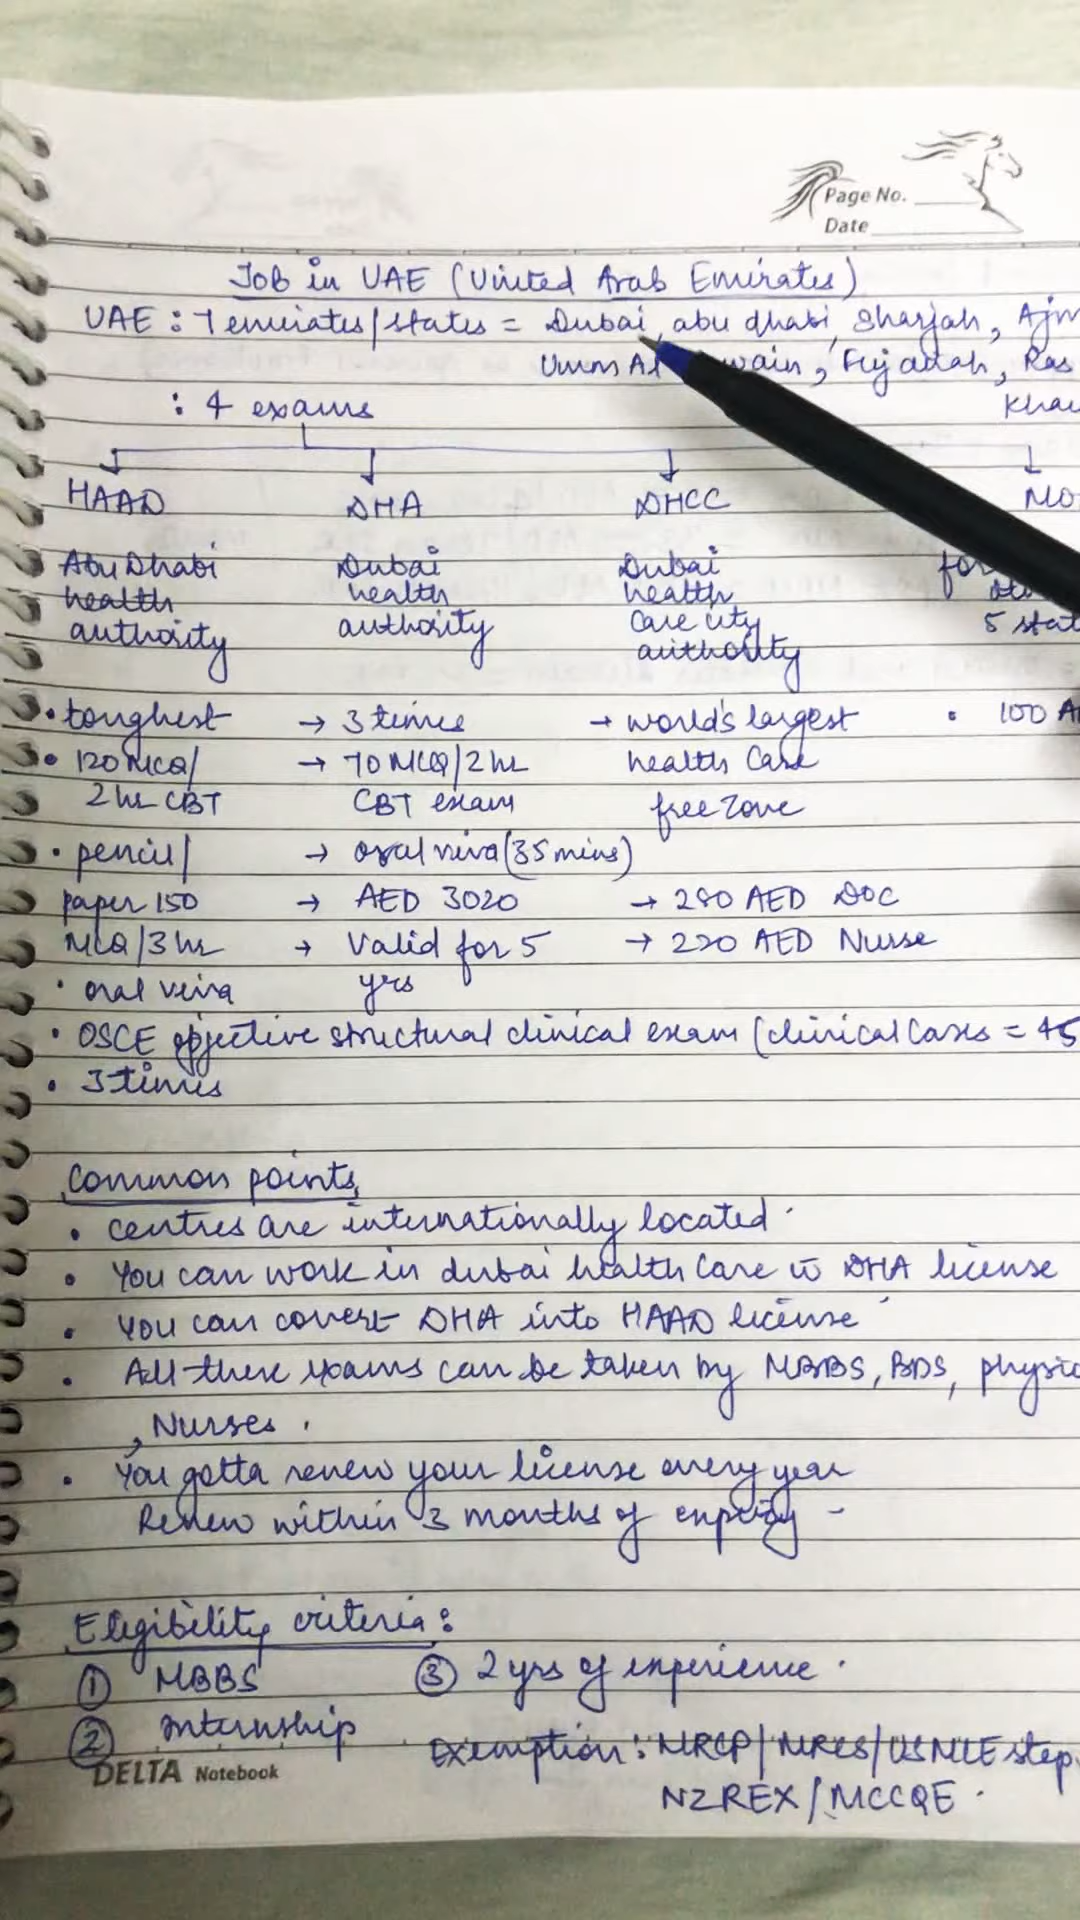 Page No.
Date
Job in UAE (United Arab Emirates)
UAE : 7 emirates/states = Dubai, abu dhabi, Sharjah, Ajm
Umm Al wain, Fujairah, Ras
Khai
: 4 exams
HAAD DHA DHCC MO
Abu Dhabi Dubai Dubai for
health health health
authority authority Care city 5 stat
authority
• toughest → 3 times → world's largest • 100 A
• 120 MCQ/ → 70 MCQ/2 hr health Care
2 hr CBT CBT exam free Zone
• pencil/ → oral viva (35 mins)
paper 150 → AED 3020 → 280 AED DOC
MCQ/3 hr → Valid for 5 → 220 AED Nurse
• oral viva yrs
• OSCE objective structural clinical exam (clinical Cases = 45
• 3 times
Common points
• centres are internationally located
• You can work in dubai health care w DHA license
• You can covert DHA into HAAD license
• All these exams can be taken by MBBS, BDS, physio
, Nurses .
• You gotta renew your license every year
Renew within 3 months of expiry -
Eligibility criteria :
① MBBS ③ 2 yrs of experience .
② Internship
Exemption : MRCP/MRCS/USMLE step
NZREX/MCCQE .
DELTA Notebook